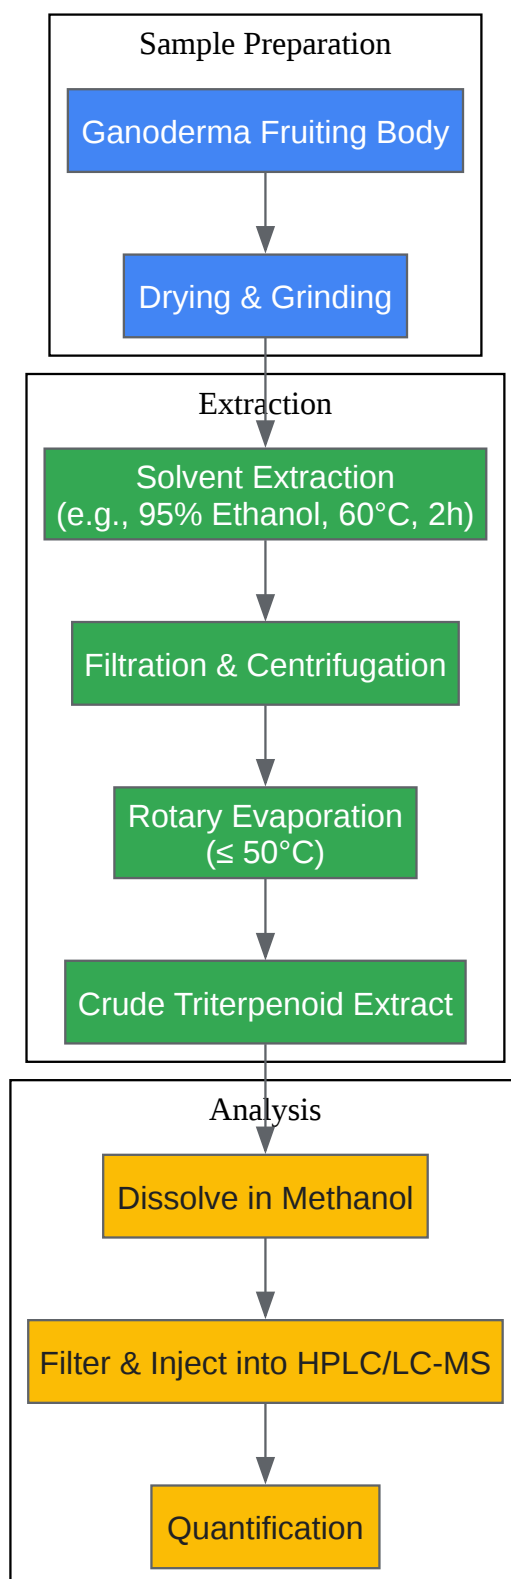 Sample Preparation
Ganoderma Fruiting Body
Drying & Grinding
Extraction
Solvent Extraction
(e.g., 95% Ethanol, 60°C, 2h)
Filtration & Centrifugation
Rotary Evaporation
(≤ 50°C)
Crude Triterpenoid Extract
Analysis
Dissolve in Methanol
Filter & Inject into HPLC/LC-MS
Quantification